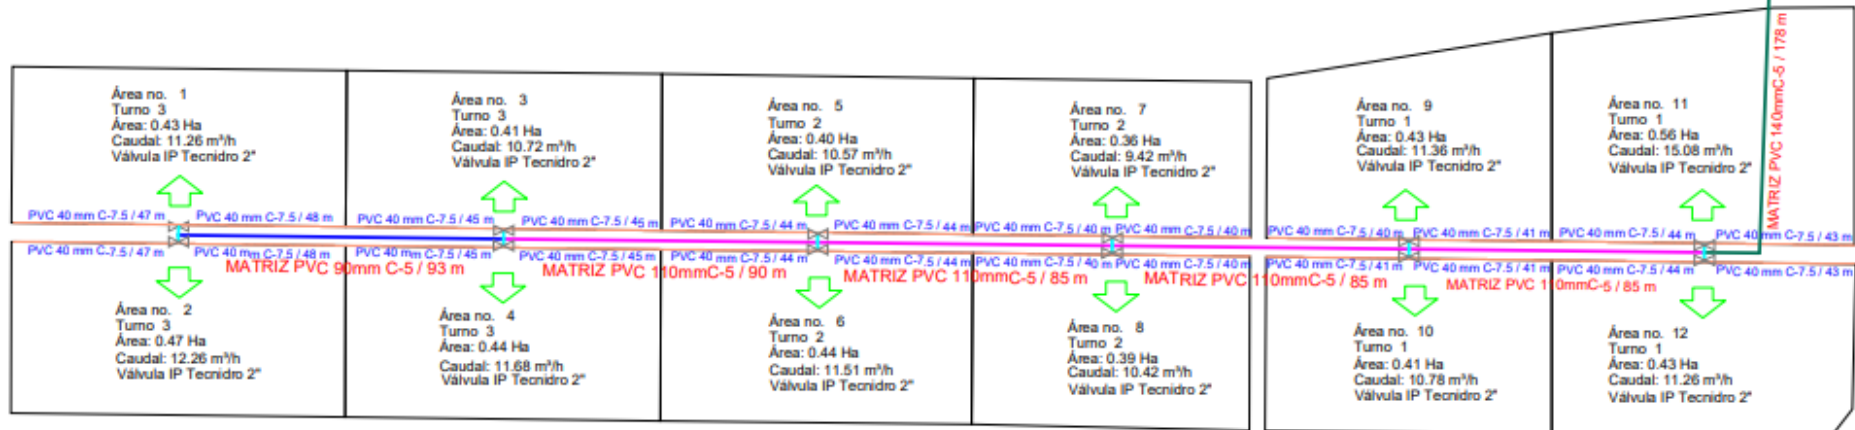 Área no. 1
Turno 3
Área: 0.43 Ha
Caudal: 11.26 m³/h
Válvula IP Tecnidro 2"
Área no. 3
Turno 3
Área: 0.41 Ha
Caudal: 10.72 m³/h
Válvula IP Tecnidro 2"
Área no. 5
Turno 2
Área: 0.40 Ha
Caudal: 10.57 m³/h
Válvula IP Tecnidro 2"
Área no. 7
Turno 2
Área: 0.36 Ha
Caudal: 9.42 m³/h
Válvula IP Tecnidro 2"
Área no. 9
Turno 1
Área: 0.43 Ha
Caudal: 11.36 m³/h
Válvula IP Tecnidro 2"
Área no. 11
Turno 1
Área: 0.56 Ha
Caudal: 15.08 m³/h
Válvula IP Tecnidro 2"
MATRIZ PVC 140mmC-5 / 178 m
PVC 40 mm C-7.5 / 47 m
PVC 40 mm C-7.5 / 48 m
PVC 40 mm C-7.5 / 45 m
PVC 40 mm C-7.5 / 45 m
PVC 40 mm C-7.5 / 44 m
PVC 40 mm C-7.5 / 44 m
PVC 40 mm C-7.5 / 40 m
PVC 40 mm C-7.5 / 40 m
PVC 40 mm C-7.5 / 40 m
PVC 40 mm C-7.5 / 41 m
PVC 40 mm C-7.5 / 44 m
PVC 40 mm C-7.5 / 43 m
PVC 40 mm C-7.5 / 47 m
PVC 40 mm C-7.5 / 48 m
PVC 40 mm C-7.5 / 45 m
PVC 40 mm C-7.5 / 45 m
PVC 40 mm C-7.5 / 44 m
PVC 40 mm C-7.5 / 44 m
PVC 40 mm C-7.5 / 40 m
PVC 40 mm C-7.5 / 40 m
PVC 40 mm C-7.5 / 41 m
PVC 40 mm C-7.5 / 41 m
PVC 40 mm C-7.5 / 44 m
PVC 40 mm C-7.5 / 43 m
MATRIZ PVC 90mm C-5 / 93 m
MATRIZ PVC 110mmC-5 / 90 m
MATRIZ PVC 110mmC-5 / 85 m
MATRIZ PVC 110mmC-5 / 85 m
MATRIZ PVC 110mmC-5 / 85 m
Área no. 2
Turno 3
Área: 0.47 Ha
Caudal: 12.26 m³/h
Válvula IP Tecnidro 2"
Área no. 4
Turno 3
Área: 0.44 Ha
Caudal: 11.68 m³/h
Válvula IP Tecnidro 2"
Área no. 6
Turno 2
Área: 0.44 Ha
Caudal: 11.51 m³/h
Válvula IP Tecnidro 2"
Área no. 8
Turno 2
Área: 0.39 Ha
Caudal: 10.42 m³/h
Válvula IP Tecnidro 2"
Área no. 10
Turno 1
Área: 0.41 Ha
Caudal: 10.78 m³/h
Válvula IP Tecnidro 2"
Área no. 12
Turno 1
Área: 0.43 Ha
Caudal: 11.26 m³/h
Válvula IP Tecnidro 2"